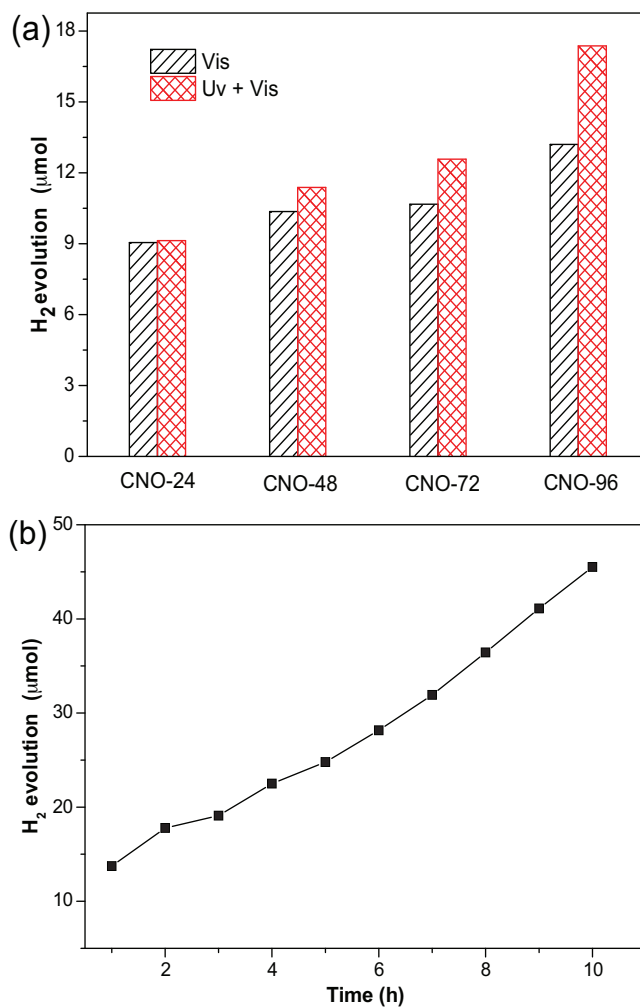 (a)
18
15
12
9
6
3
0
H2 evolution (μmol)
Vis
Uv + Vis
CNO-24 CNO-48 CNO-72 CNO-96
(b)
50
40
30
20
10
H2 evolution (μmol)
2 4 6 8 10
Time (h)